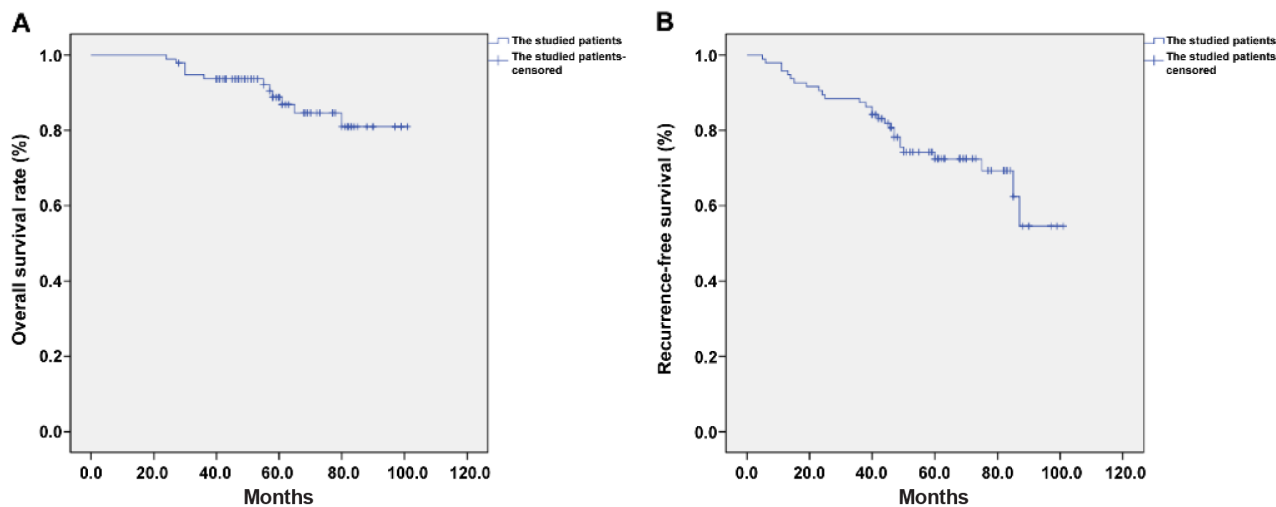 A
The studied patients
The studied patients-
censored
Overall survival rate (%)
1.0
0.8
0.6
0.4
0.2
0.0
0.0 20.0 40.0 60.0 80.0 100.0 120.0
Months
B
The studied patients
The studied patients
censored
Recurrence-free survival (%)
1.0
0.8
0.6
0.4
0.2
0.0
0.0 20.0 40.0 60.0 80.0 100.0 120.0
Months